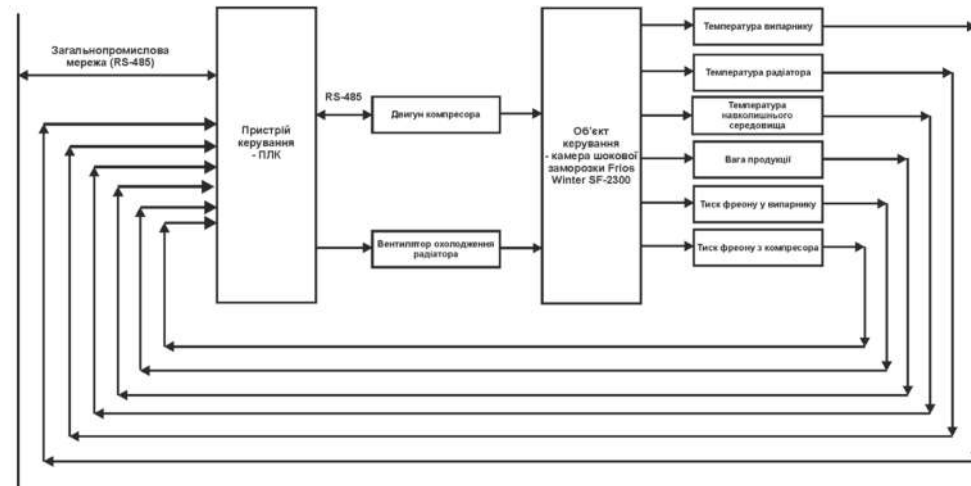 Загальнопромислова
мережа (RS-485)
Пристрій
керування
- ПЛК
RS-485
Двигун компресора
Вентилятор охолодження
радіатора
Об'єкт
керування
- камера шокової
заморозки Frios
Winter SF-2300
Температура випарнику
Температура радіатора
Температура
навколишнього
середовища
Вага продукції
Тиск фреону у випарнику
Тиск фреону з компресора